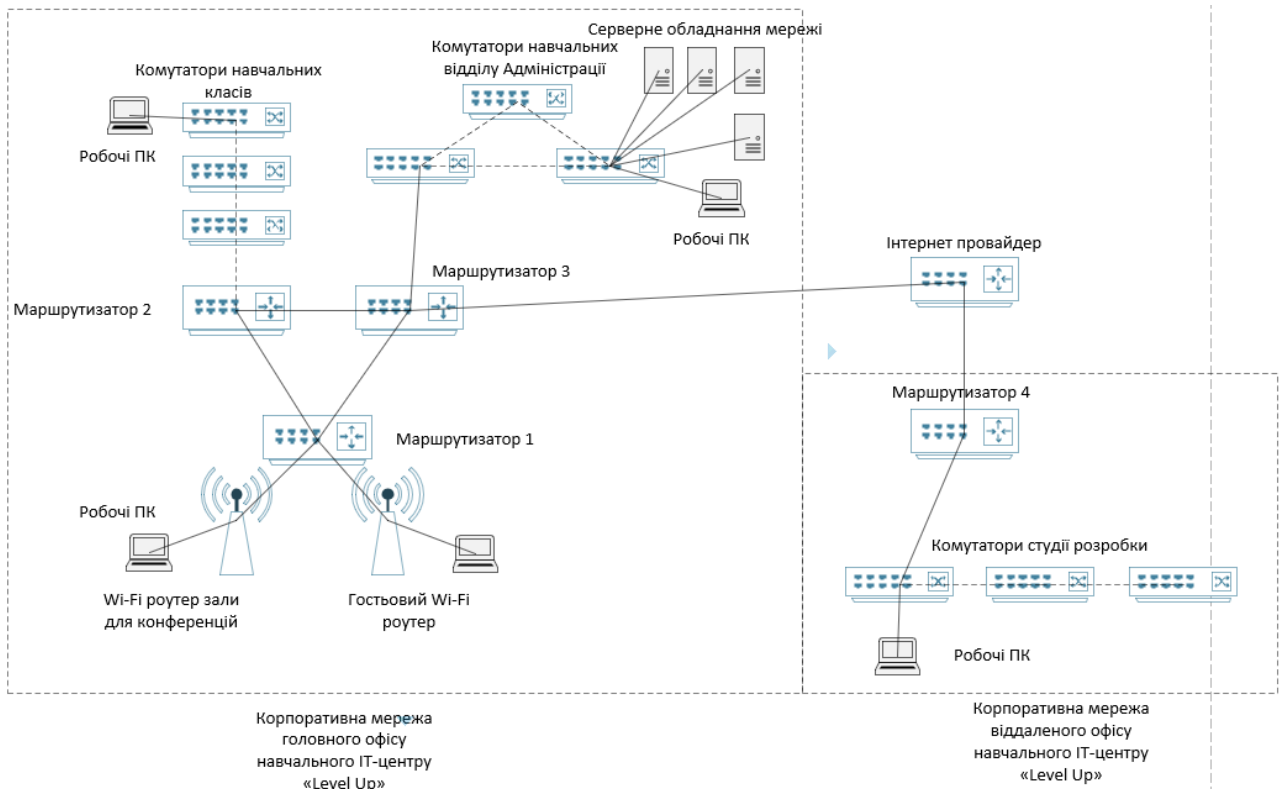 Серверне обладнання мережі
Комутатори навчальних
відділу Адміністрації
Комутатори навчальних
класів
Робочі ПК
Робочі ПК
Інтернет провайдер
Маршрутизатор 3
Маршрутизатор 2
Маршрутизатор 4
Маршрутизатор 1
Робочі ПК
Комутатори студії розробки
Wi-Fi роутер зали
для конференцій
Гостьовий Wi-Fi
роутер
Робочі ПК
Корпоративна мережа
головного офісу
навчального ІТ-центру
«Level Up»
Корпоративна мережа
віддаленого офісу
навчального ІТ-центру
«Level Up»